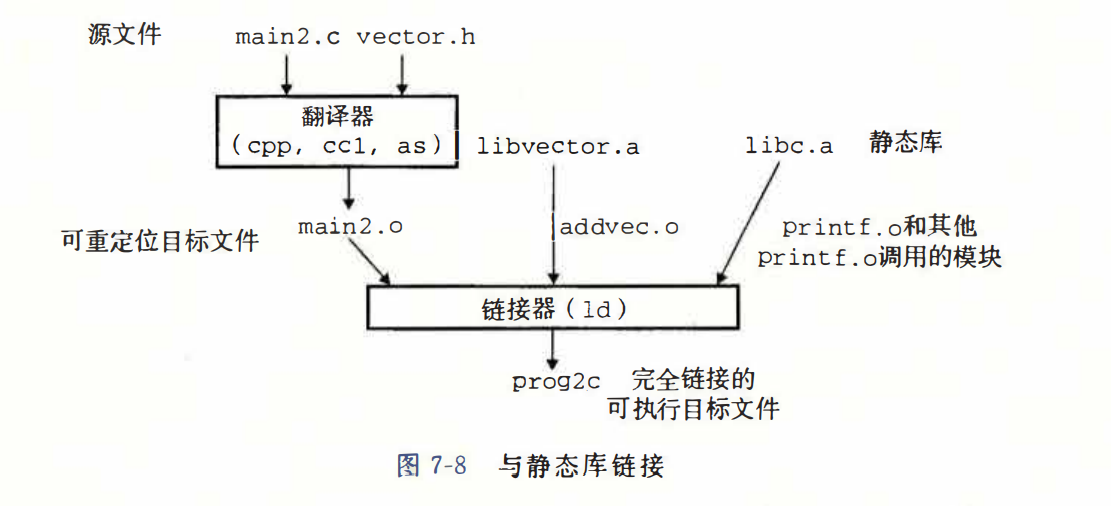 源文件 main2.c vector.h
翻译器
(cpp, cc1, as)
libvector.a
libc.a 静态库
可重定位目标文件
main2.o
addvec.o
printf.o和其他
printf.o调用的模块
链接器(ld)
prog2c 完全链接的
可执行目标文件
图 7-8 与静态库链接